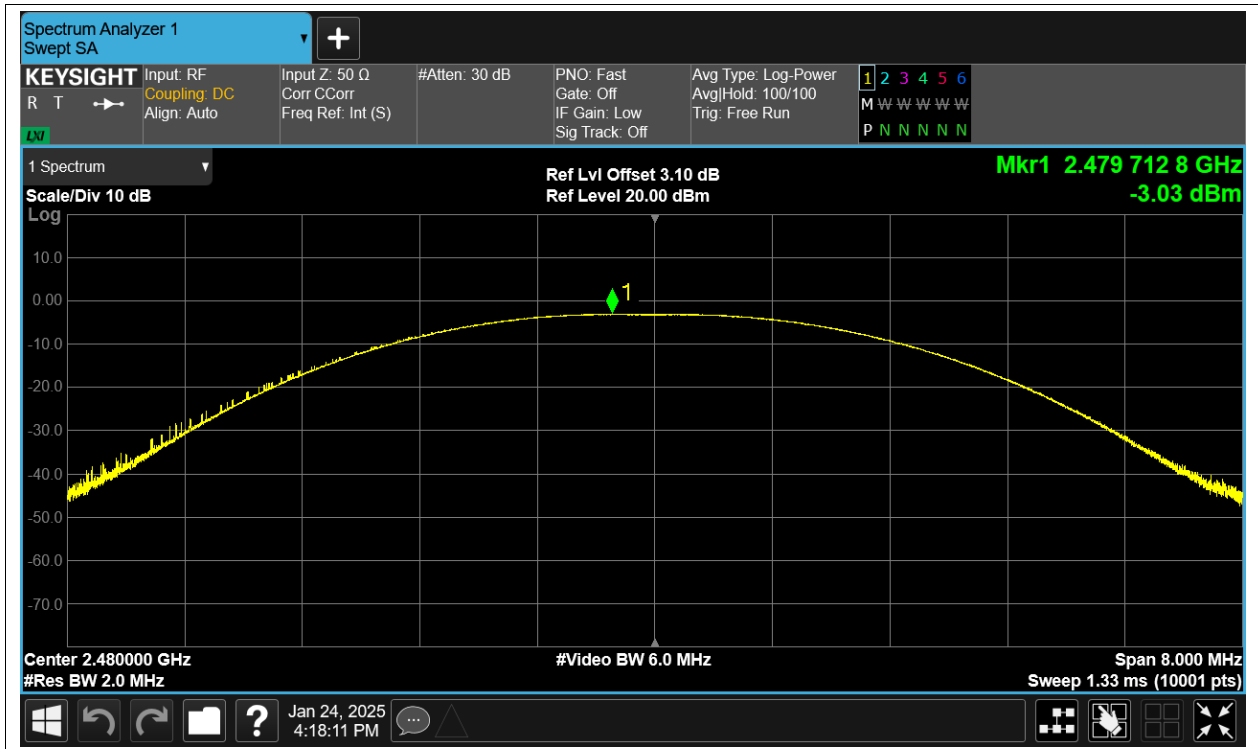 Spectrum Analyzer 1
Swept SA
KEYSIGHT
R T
LXI
Input: RF
Coupling: DC
Align: Auto
Input Z: 50 Ω
Corr CCorr
Freq Ref: Int (S)
#Atten: 30 dB
PNO: Fast
Gate: Off
IF Gain: Low
Sig Track: Off
Avg Type: Log-Power
Avg|Hold: 100/100
Trig: Free Run
1 2 3 4 5 6
M W W W W W W
P N N N N N
1 Spectrum
Scale/Div 10 dB
Ref Lvl Offset 3.10 dB
Ref Level 20.00 dBm
Mkr1 2.479 712 8 GHz
-3.03 dBm
Log
10.0
0.00
-10.0
-20.0
-30.0
-40.0
-50.0
-60.0
-70.0
1
Center 2.480000 GHz
#Res BW 2.0 MHz
#Video BW 6.0 MHz
Span 8.000 MHz
Sweep 1.33 ms (10001 pts)
?
Jan 24, 2025
4:18:11 PM